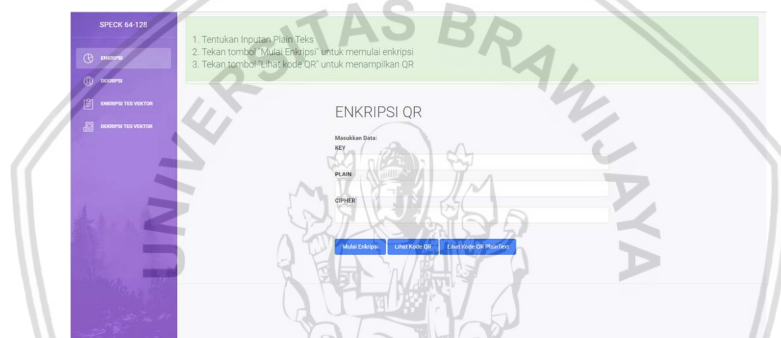 SPECK 64-128
ENKRIPSI
DEKRIPSI
ENKRIPSI TES VEKTOR
DEKRIPSI TES VEKTOR
1. Tentukan Inputan Plain Teks
2. Tekan tombol "Mulai Enkripsi" untuk memulai enkripsi
3. Tekan tombol "Lihat kode QR" untuk menampilkan QR
ENKRIPSI QR
Masukkan Data:
KEY
PLAIN
CIPHER
Mulai Enkripsi
Lihat Kode QR
Lihat Kode QR PlainText
UNIVERSITAS BRAWIJAYA